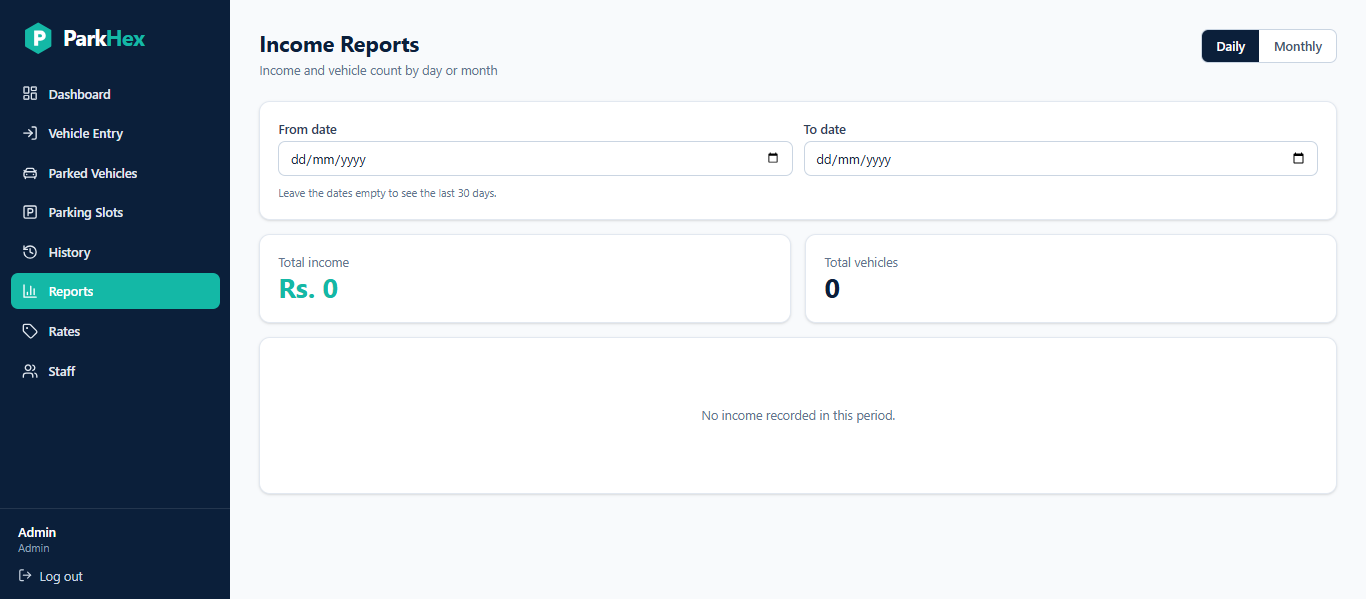 ParkHex
Dashboard
Vehicle Entry
Parked Vehicles
Parking Slots
History
Reports
Rates
Staff
Admin
Admin
Log out
Income Reports
Income and vehicle count by day or month
Daily
Monthly
From date
dd/mm/yyyy
Leave the dates empty to see the last 30 days.
To date
dd/mm/yyyy
Total income
Rs. 0
Total vehicles
0
No income recorded in this period.